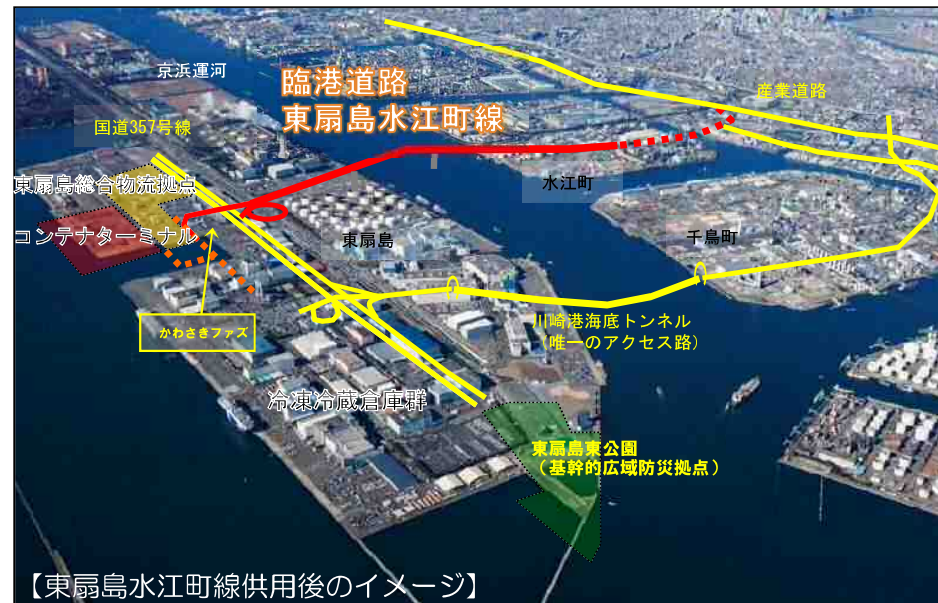 京浜運河
臨港道路
東扇島水江町線
産業道路
国道357号線
東扇島総合物流拠点
水江町
コンテナターミナル
東扇島
千鳥町
かわさきファズ
川崎港海底トンネル
(唯一のアクセス路)
冷凍冷蔵倉庫群
東扇島東公園
(基幹的広域防災拠点)
【東扇島水江町線供用後のイメージ】